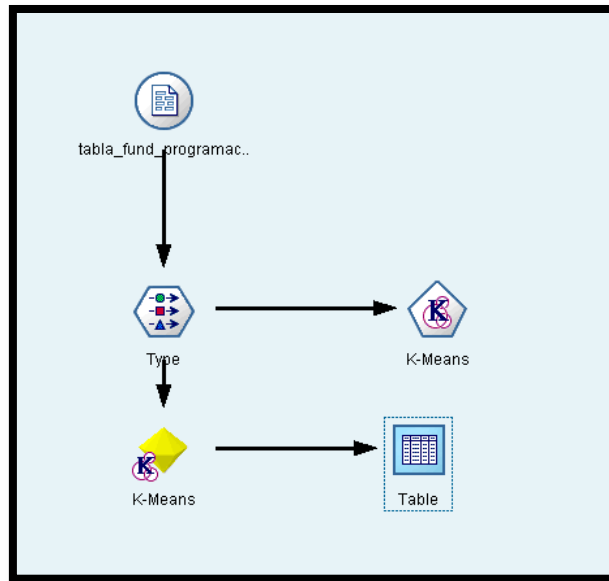 tabla_fund_programac..
Type
K
K-Means
K
K-Means
Table